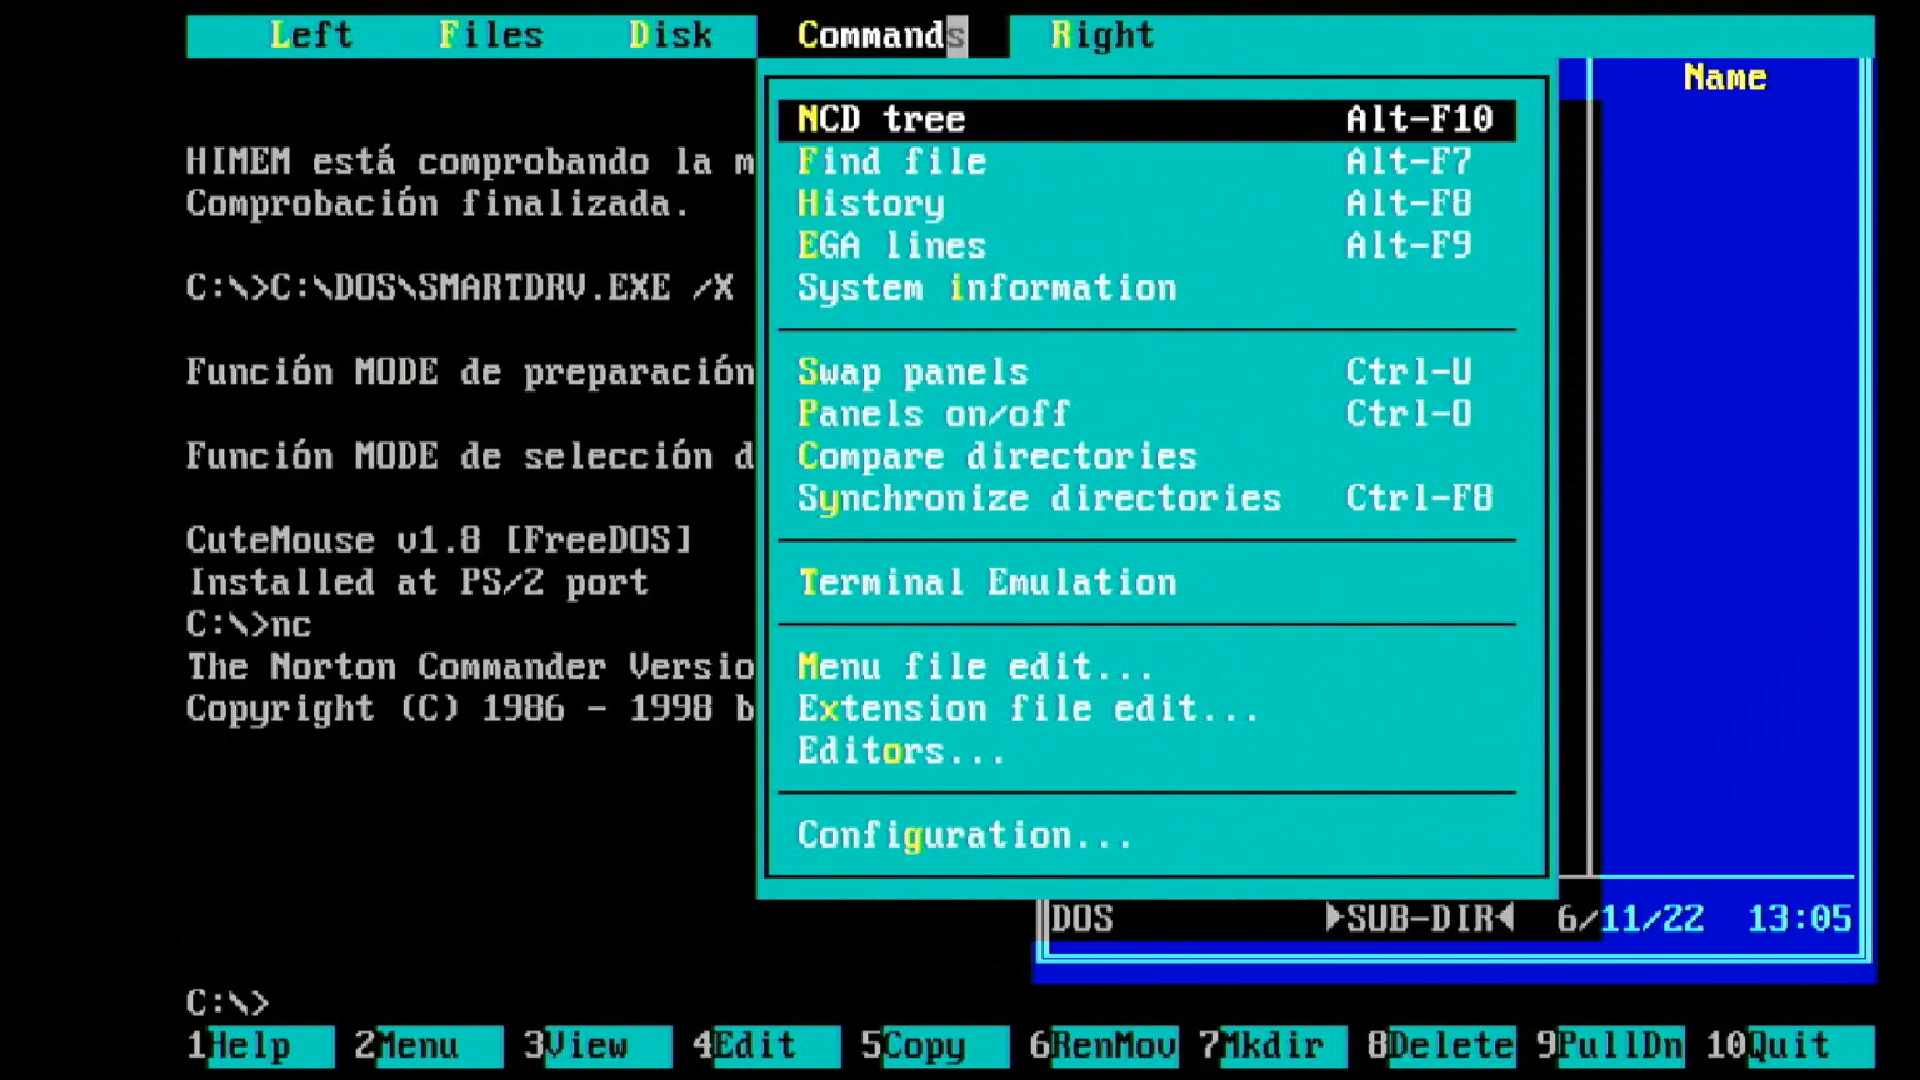 Left Files Disk Commands Right
Name
NCD tree Alt-F10
HIMEM está comprobando la m
Find file Alt-F7
Comprobación finalizada.
History Alt-F8
EGA lines Alt-F9
C:\>C:\DOS\SMARTDRV.EXE /X
System information
Función MODE de preparación
Swap panels Ctrl-U
Panels on/off Ctrl-O
Función MODE de selección d
Compare directories
Synchronize directories Ctrl-F8
CuteMouse v1.8 [FreeDOS]
Installed at PS/2 port
Terminal Emulation
C:\>nc
The Norton Commander Versio
Menu file edit...
Copyright (C) 1986 - 1998 b
Extension file edit...
Editors...
Configuration...
DOS ►SUB-DIR◄ 6/11/22 13:05
C:\>
1Help 2Menu 3View 4Edit 5Copy 6RenMov 7Mkdir 8Delete 9PullDn 10Quit